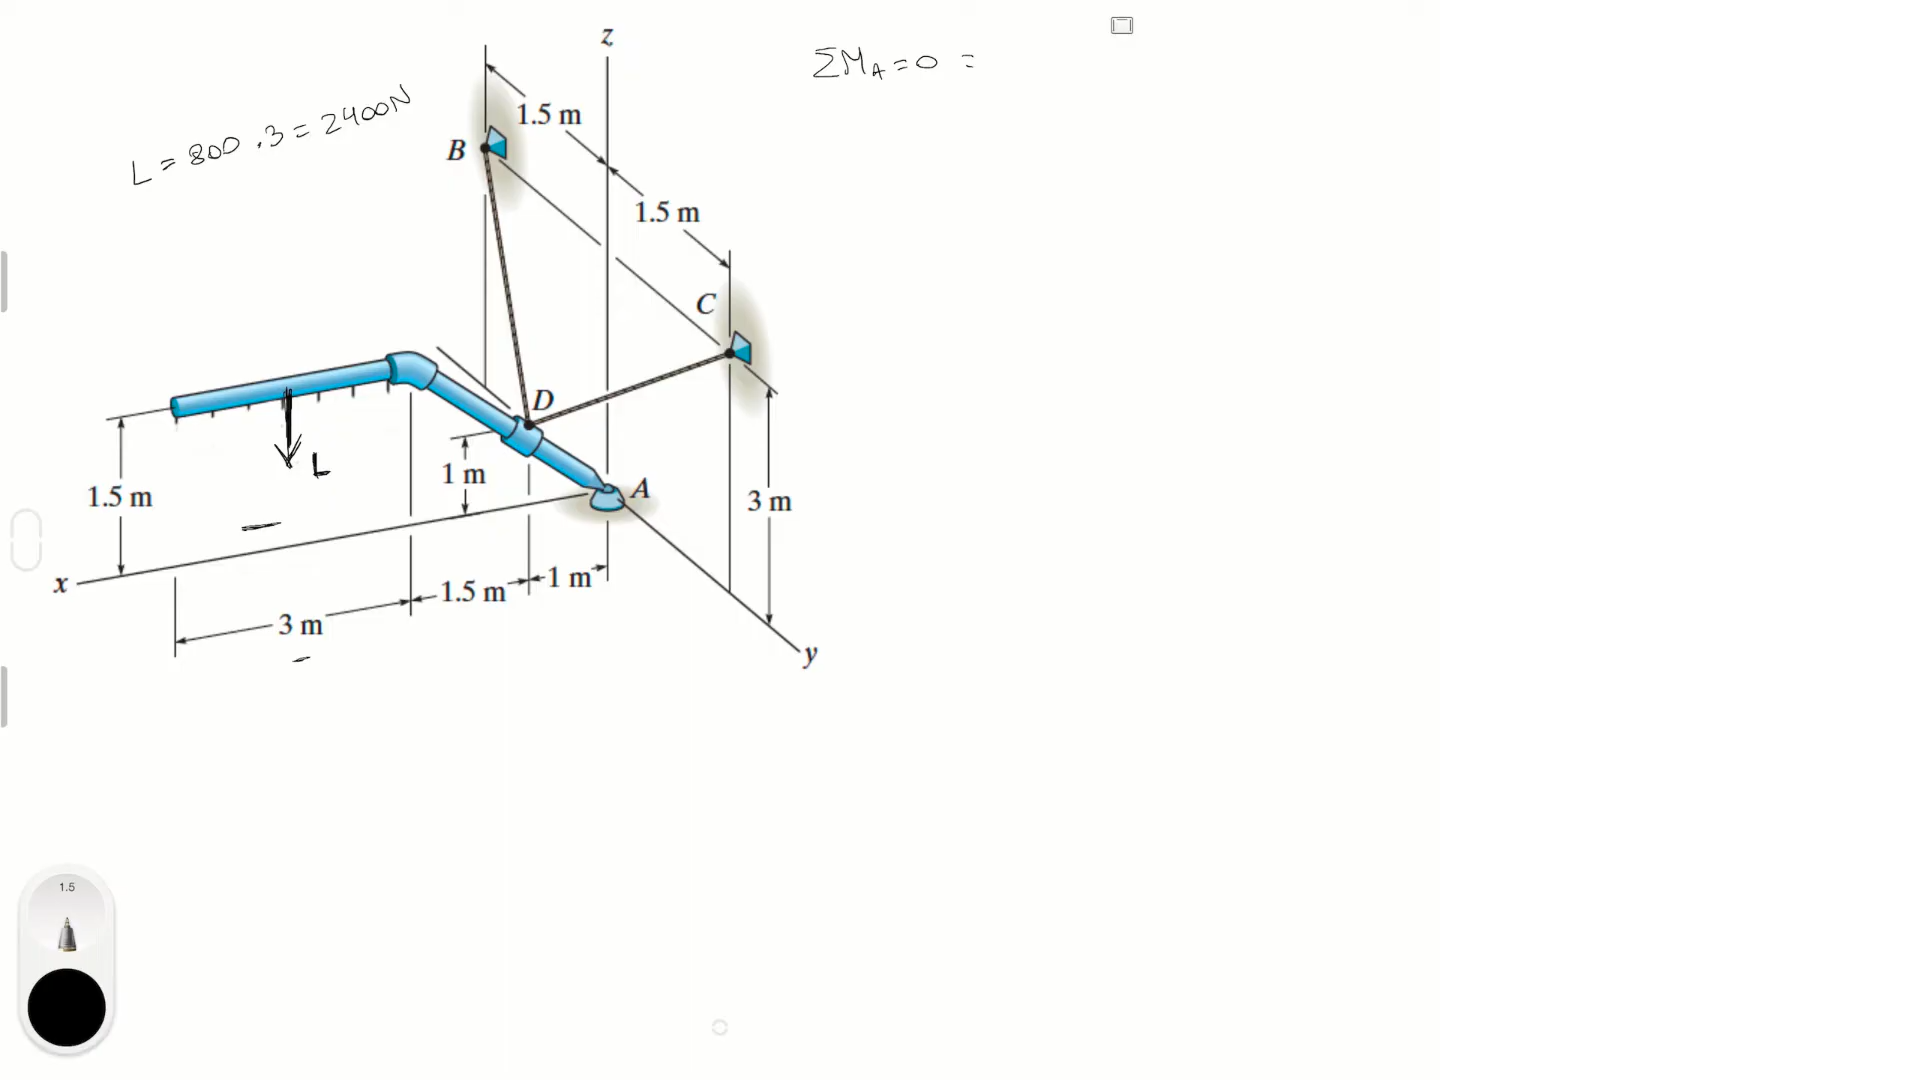 z
ΣM_A = 0 =
L = 800 . 3 = 2400N
1.5 m
B
1.5 m
C
D
L
1 m
A
1.5 m
3 m
x
1.5 m
1 m
3 m
y
1.5